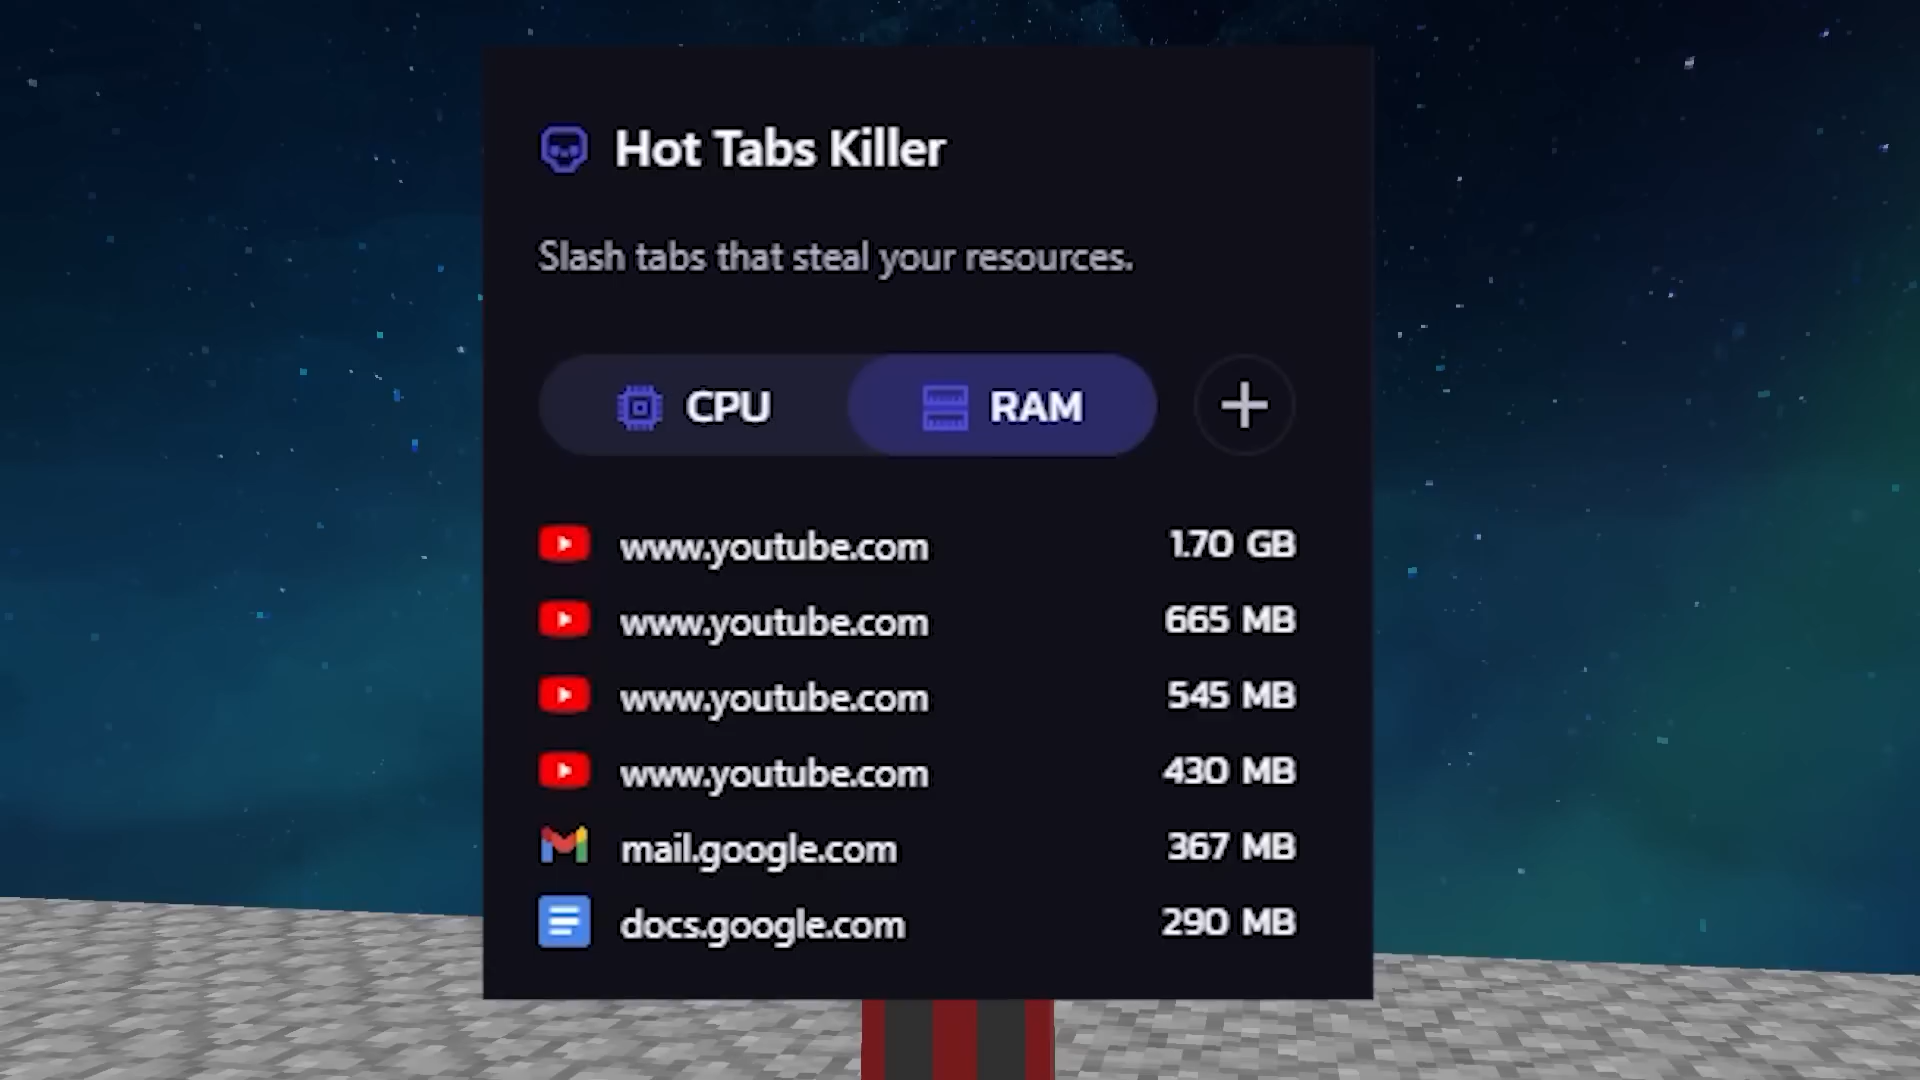 Hot Tabs Killer
Slash tabs that steal your resources.
CPU RAM
www.youtube.com 1.70 GB
www.youtube.com 665 MB
www.youtube.com 545 MB
www.youtube.com 430 MB
mail.google.com 367 MB
docs.google.com 290 MB